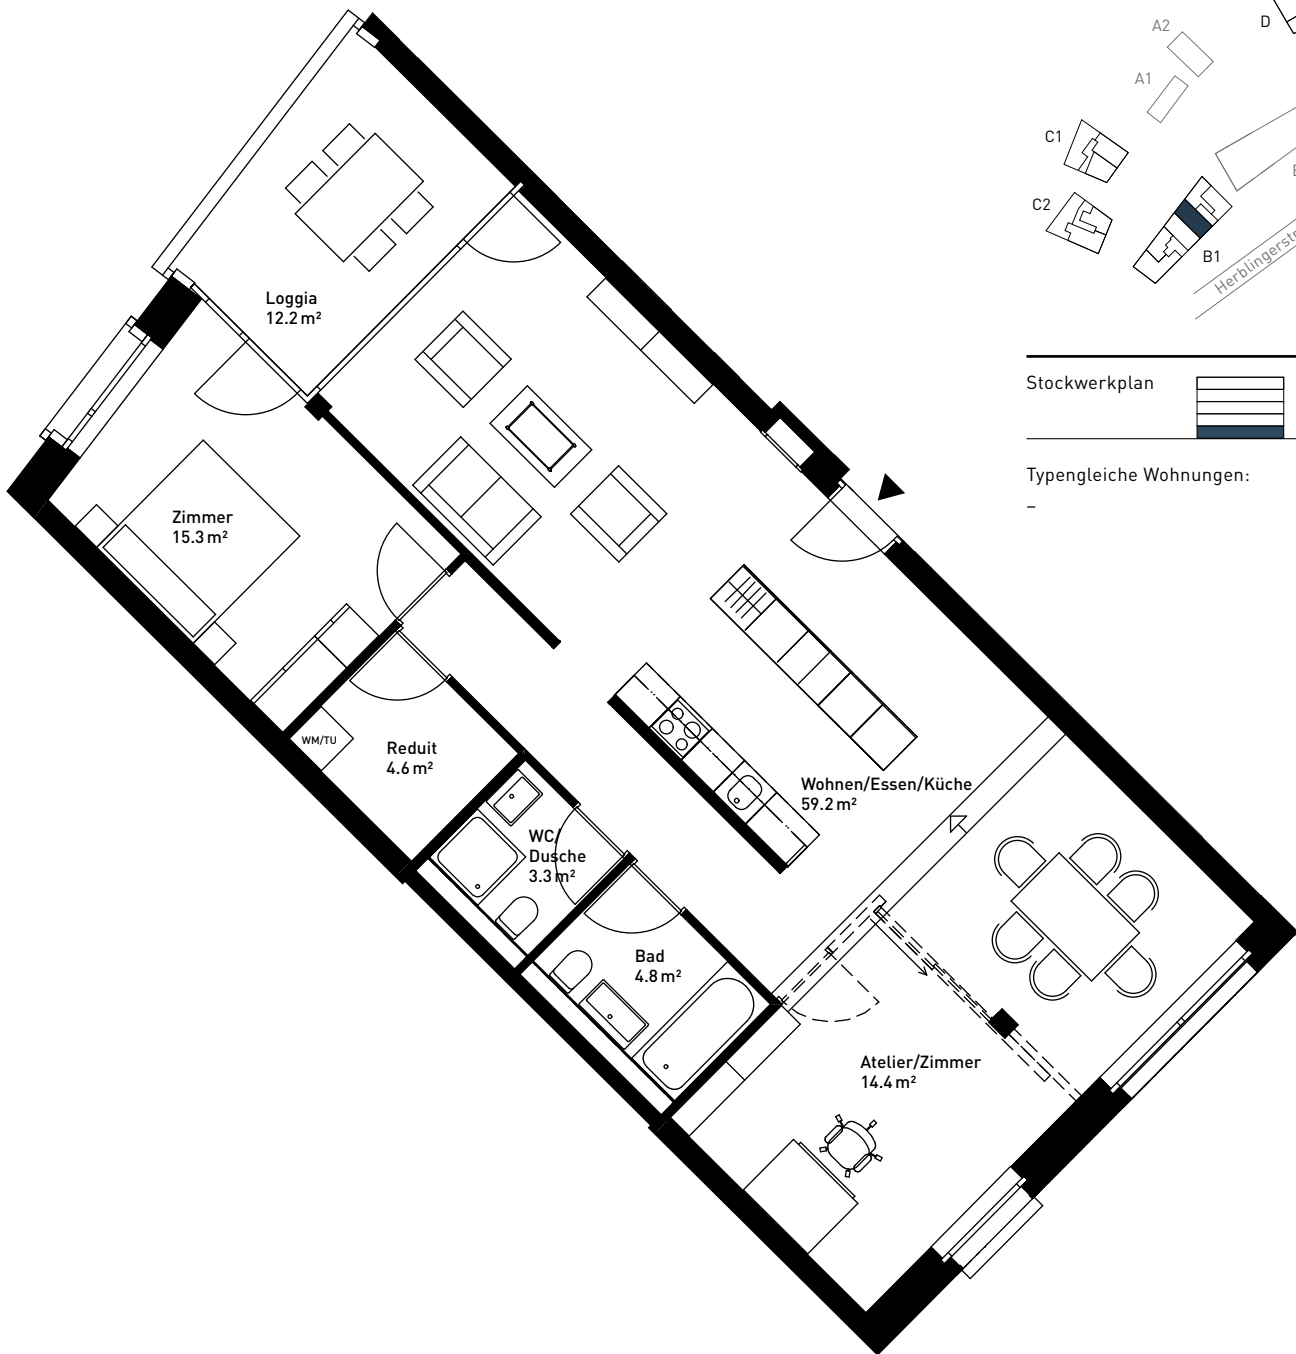 A2
D
A1
C1
C2
B1
Loggia
12.2 m²
Stockwerkplan
Typengleiche Wohnungen:
–
Zimmer
15.3 m²
WM/TU
Reduit
4.6 m²
Wohnen/Essen/Küche
59.2 m²
WC/
Dusche
3.3 m²
Bad
4.8 m²
Atelier/Zimmer
14.4 m²